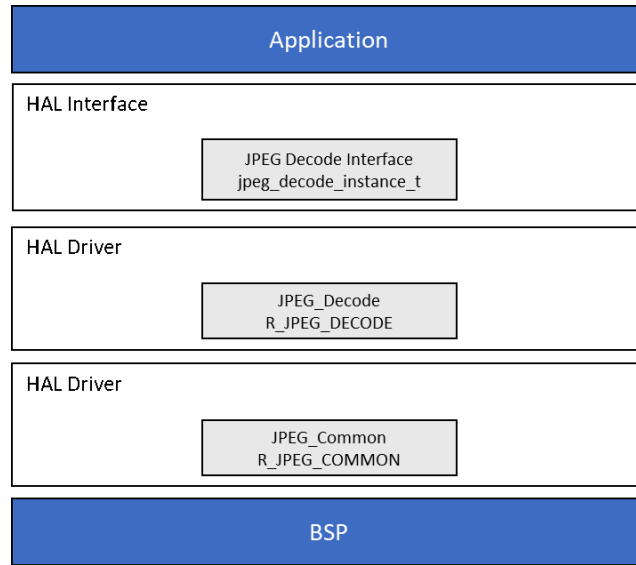 Application
HAL Interface
JPEG Decode Interface
jpeg_decode_instance_t
HAL Driver
JPEG_Decode
R_JPEG_DECODE
HAL Driver
JPEG_Common
R_JPEG_COMMON
BSP